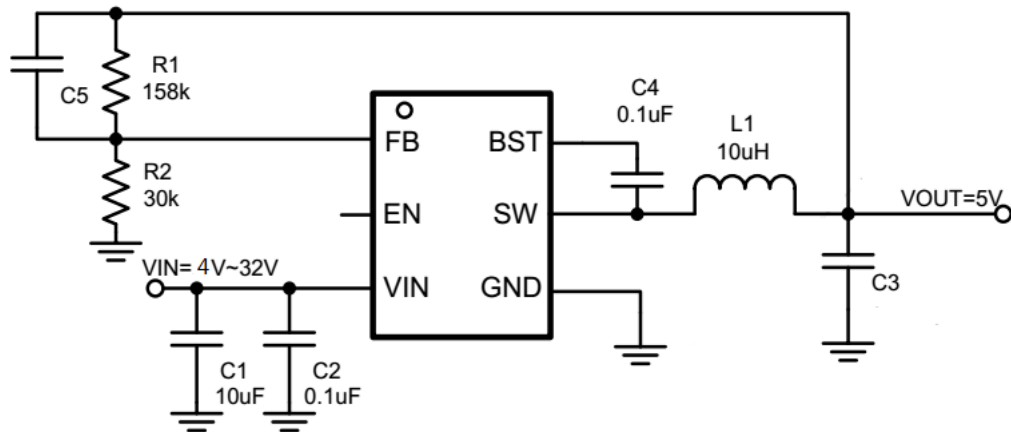 R1
158k
C5
R2
30k
FB
EN
VIN
BST
SW
GND
C4
0.1uF
L1
10uH
VOUT=5V
C3
VIN= 4V~32V
C1
10uF
C2
0.1uF